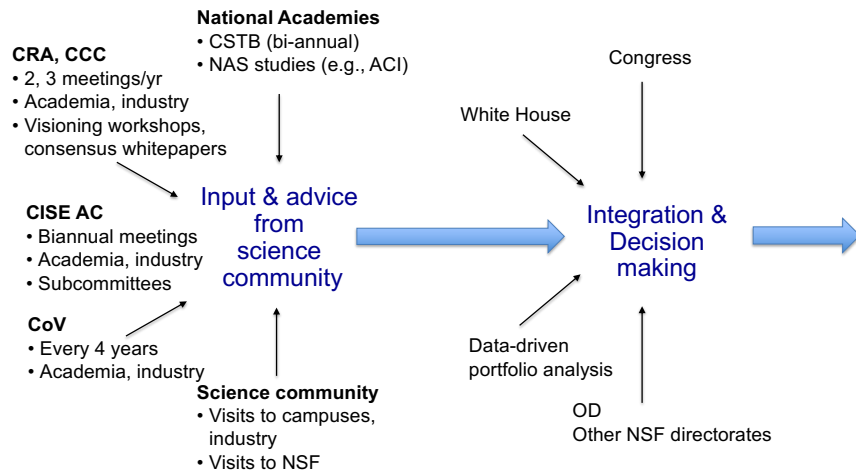 National Academies
• CSTB (bi-annual)
• NAS studies (e.g., ACI)
CRA, CCC
• 2, 3 meetings/yr
• Academia, industry
• Visioning workshops,
consensus whitepapers
CISE AC
• Biannual meetings
• Academia, industry
• Subcommittees
CoV
• Every 4 years
• Academia, industry
Science community
• Visits to campuses,
industry
• Visits to NSF
Input & advice
from
science
community
Congress
White House
Integration &
Decision
making
Data-driven
portfolio analysis
OD
Other NSF directorates